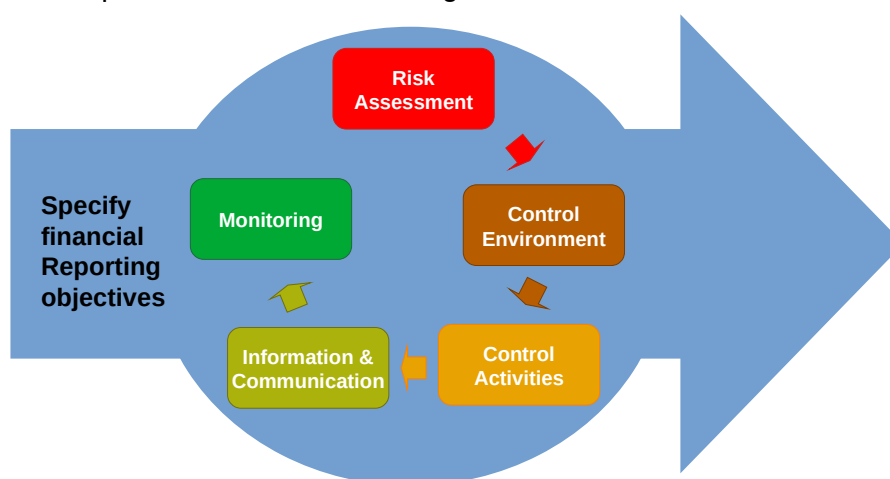 Risk
Assessment
Control
Environment
Control
Activities
Information &
Communication
Monitoring
Specify
financial
Reporting
objectives